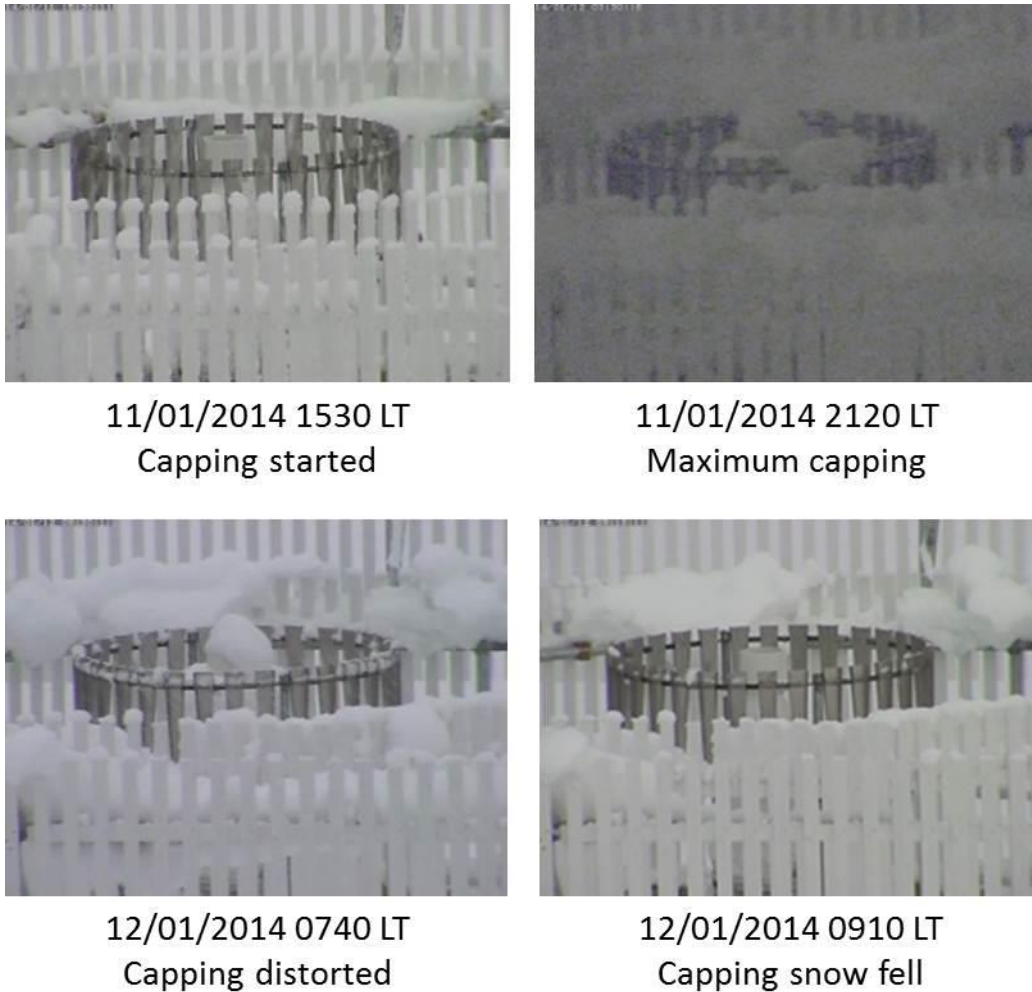 11/01/2014 1530 LT
Capping started
11/01/2014 2120 LT
Maximum capping
12/01/2014 0740 LT
Capping distorted
12/01/2014 0910 LT
Capping snow fell